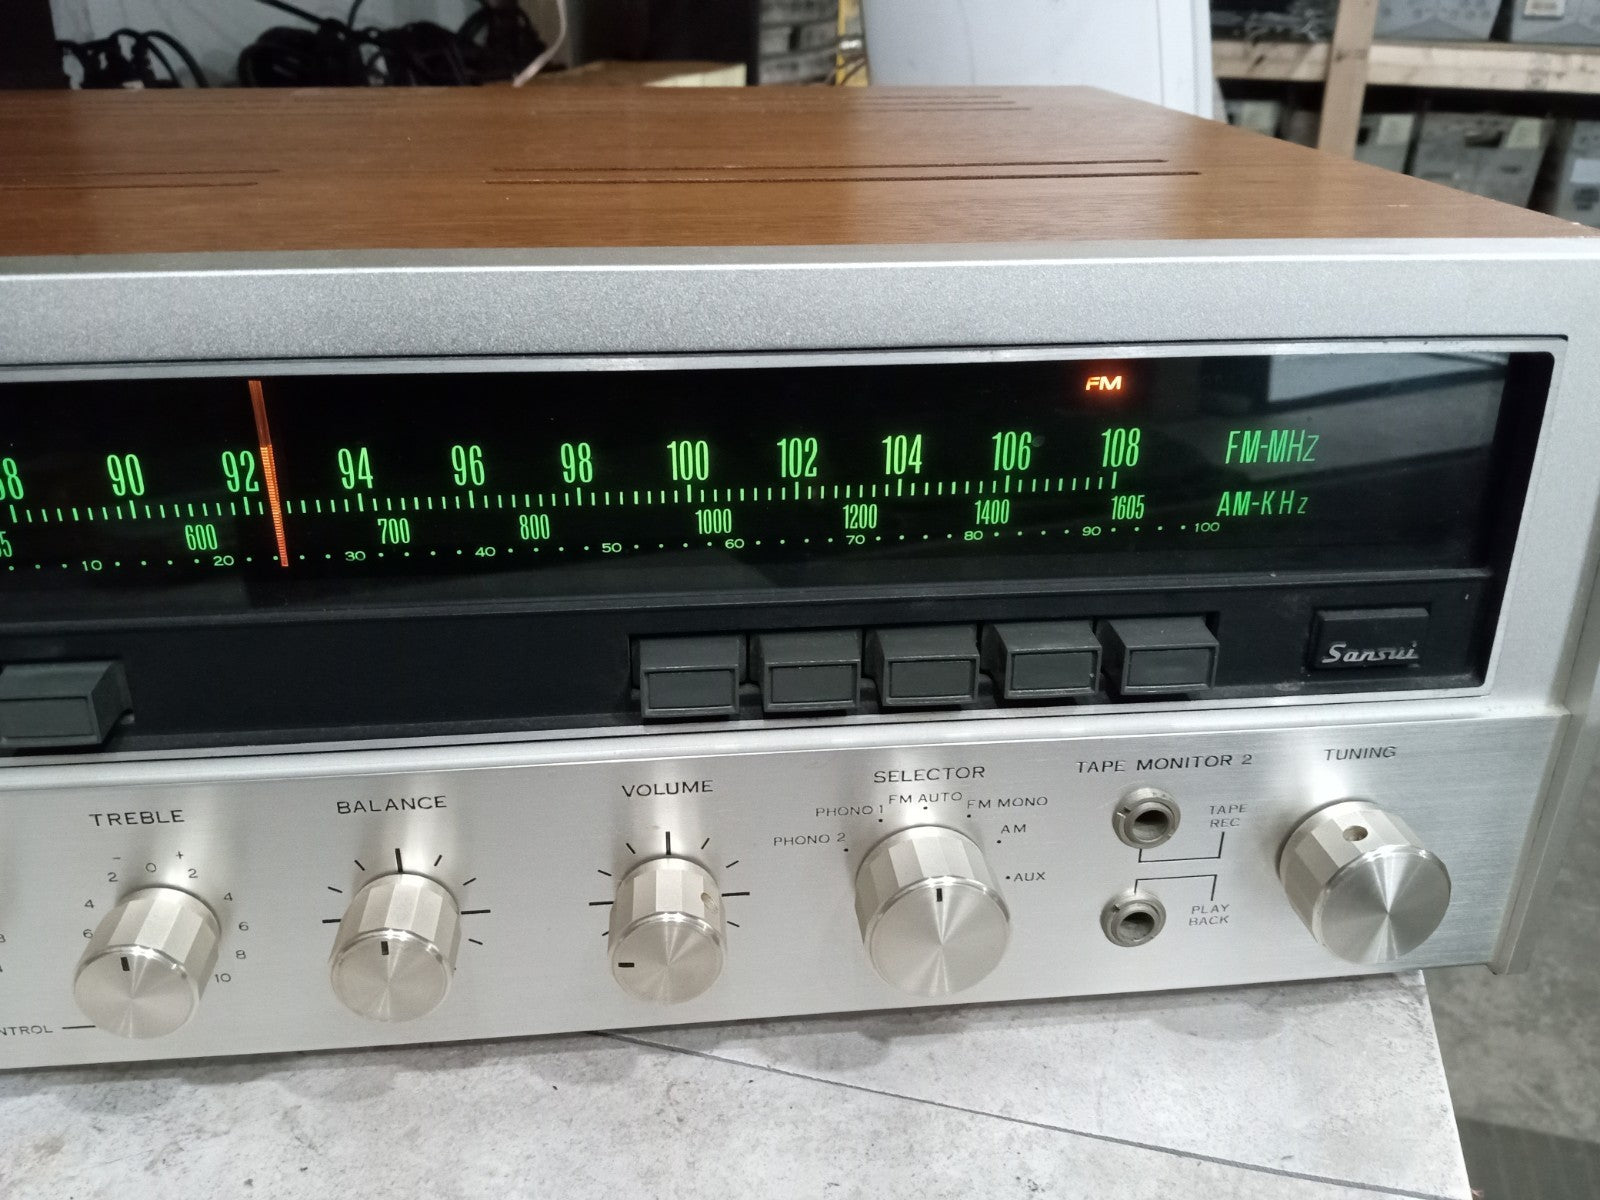 FM
90 92 94 96 98 100 102 104 106 108 FM-MHz
600 700 800 1000 1200 1400 1605 AM-KHz
10 20 30 40 50 60 70 80 90 100
Sansui
TREBLE
- 0 +
2 2
4 4
6 6
8
10
BALANCE
VOLUME
SELECTOR
PHONO 2
PHONO 1
FM AUTO
FM MONO
AM
AUX
TAPE MONITOR 2
TAPE
REC
PLAY
BACK
TUNING